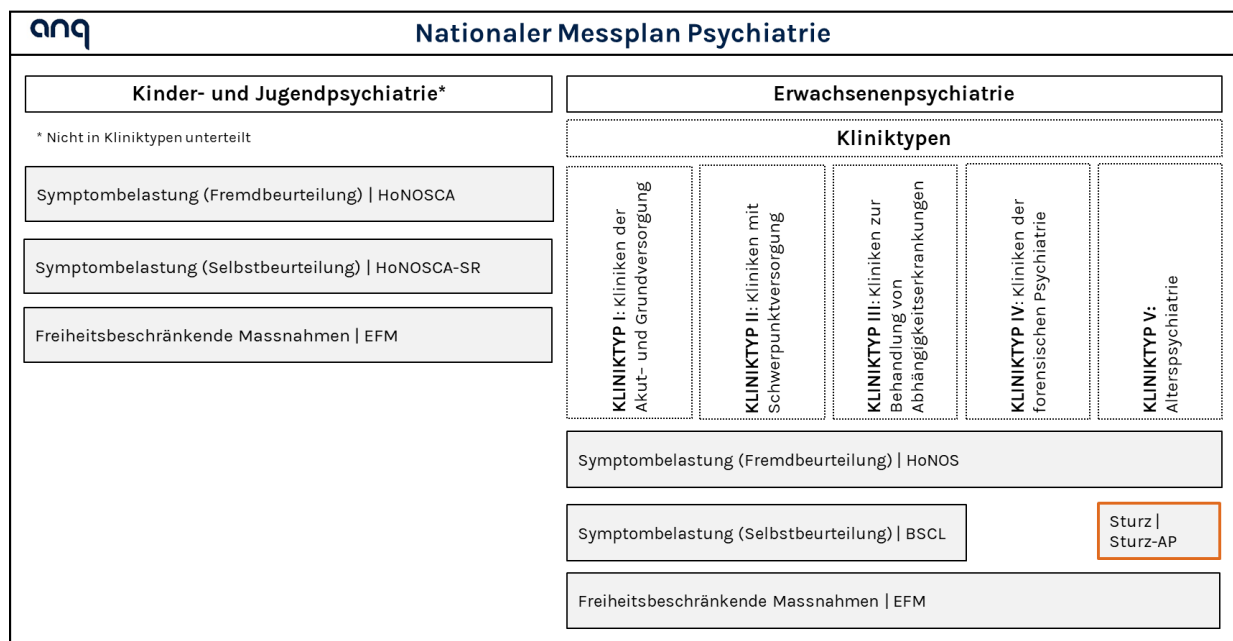 anq
Nationaler Messplan Psychiatrie
Kinder- und Jugendpsychiatrie*
* Nicht in Kliniktypen unterteilt
Symptombelastung (Fremdbeurteilung) | HoNOSCA
Symptombelastung (Selbstbeurteilung) | HoNOSCA-SR
Freiheitsbeschränkende Massnahmen | EFM
Erwachsenenpsychiatrie
Kliniktypen
KLINIKTYP I: Kliniken der
Akut- und Grundversorgung
KLINIKTYP II: Kliniken mit
Schwerpunktversorgung
KLINIKTYP III: Kliniken zur
Behandlung von
Abhängigkeitserkrankungen
KLINIKTYP IV: Kliniken der
forensischen Psychiatrie
KLINIKTYP V:
Alterspsychiatrie
Symptombelastung (Fremdbeurteilung) | HoNOS
Symptombelastung (Selbstbeurteilung) | BSCL
Sturz |
Sturz-AP
Freiheitsbeschränkende Massnahmen | EFM